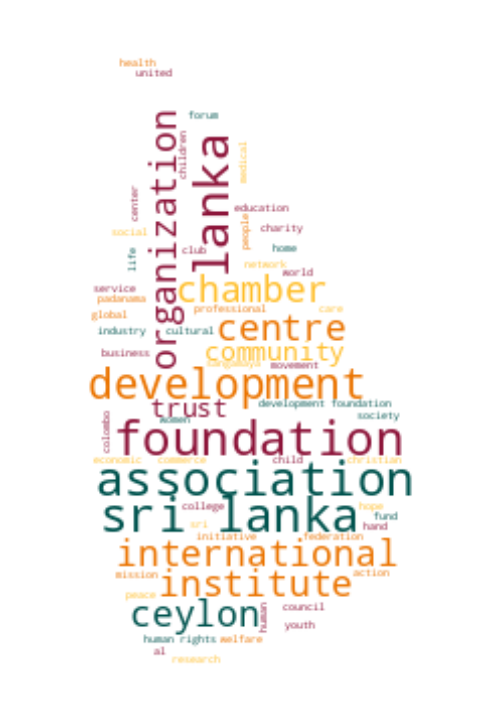 health
united
forum
organization
lanka
children
medical
center
education
people
social
charity
life
club
home
network
world
service
chamber
padanama
professional
care
global
centre
industry
cultural
community
business
sangamaya
movement
development
trust
development foundation
women
society
colombo
foundation
economic
commerce
child
christian
association
sri lanka
college
hope
fund
sri
hand
initiative
federation
international
mission
institute
action
peace
ceylon
human
council
youth
human rights
welfare
al
research